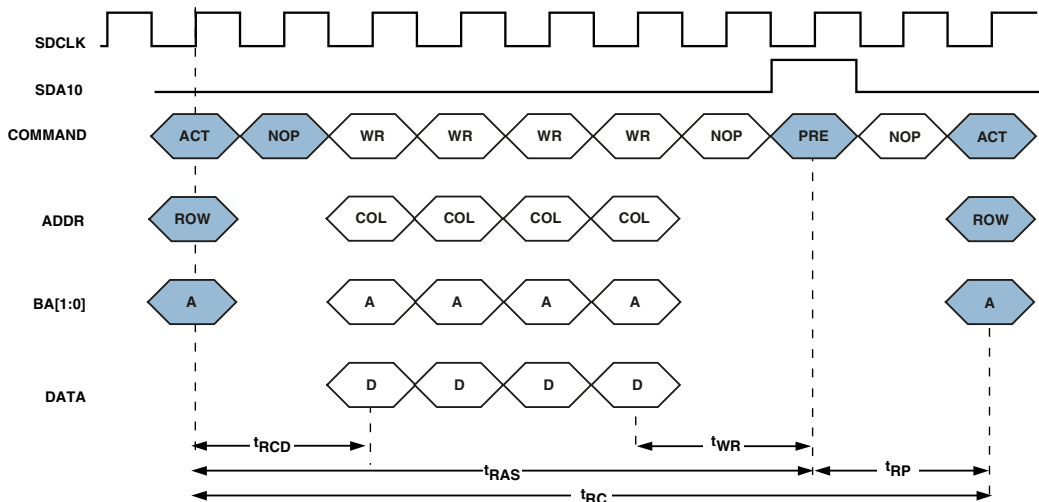 SDCLK
SDA10
COMMAND ACT NOP WR WR WR WR NOP PRE NOP ACT
ADDR ROW COL COL COL COL ROW
BA[1:0] A A A A A A
DATA D D D D
tRCD tWR
tRAS tRP
tRC